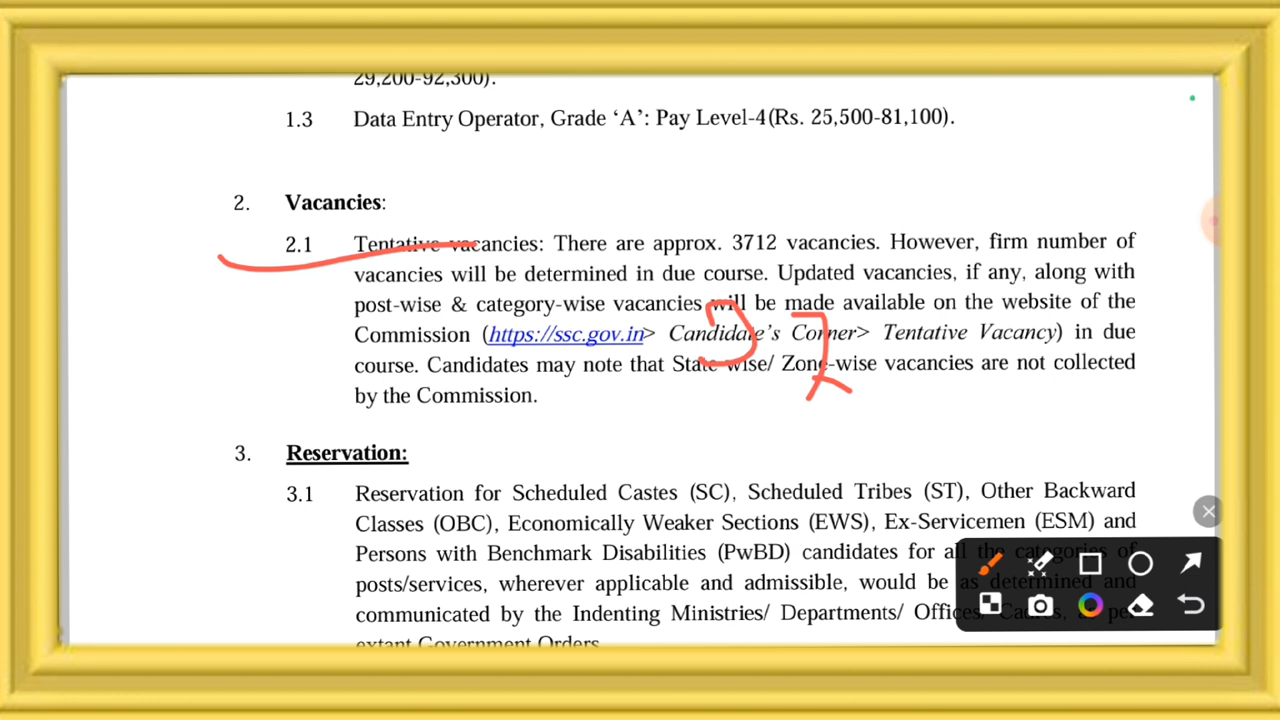 29,200-92,300).
1.3 Data Entry Operator, Grade ‘A’: Pay Level-4(Rs. 25,500-81,100).
2. Vacancies:
2.1 Tentative vacancies: There are approx. 3712 vacancies. However, firm number of
vacancies will be determined in due course. Updated vacancies, if any, along with
post-wise & category-wise vacancies will be made available on the website of the
Commission (https://ssc.gov.in> Candidate’s Corner> Tentative Vacancy) in due
course. Candidates may note that State-wise/ Zone-wise vacancies are not collected
by the Commission.
37
3. Reservation:
3.1 Reservation for Scheduled Castes (SC), Scheduled Tribes (ST), Other Backward
Classes (OBC), Economically Weaker Sections (EWS), Ex-Servicemen (ESM) and
Persons with Benchmark Disabilities (PwBD) candidates for all the categories of
posts/services, wherever applicable and admissible, would be as determined and
communicated by the Indenting Ministries/ Departments/ Offices/ Cadres, as per
extant Government Orders